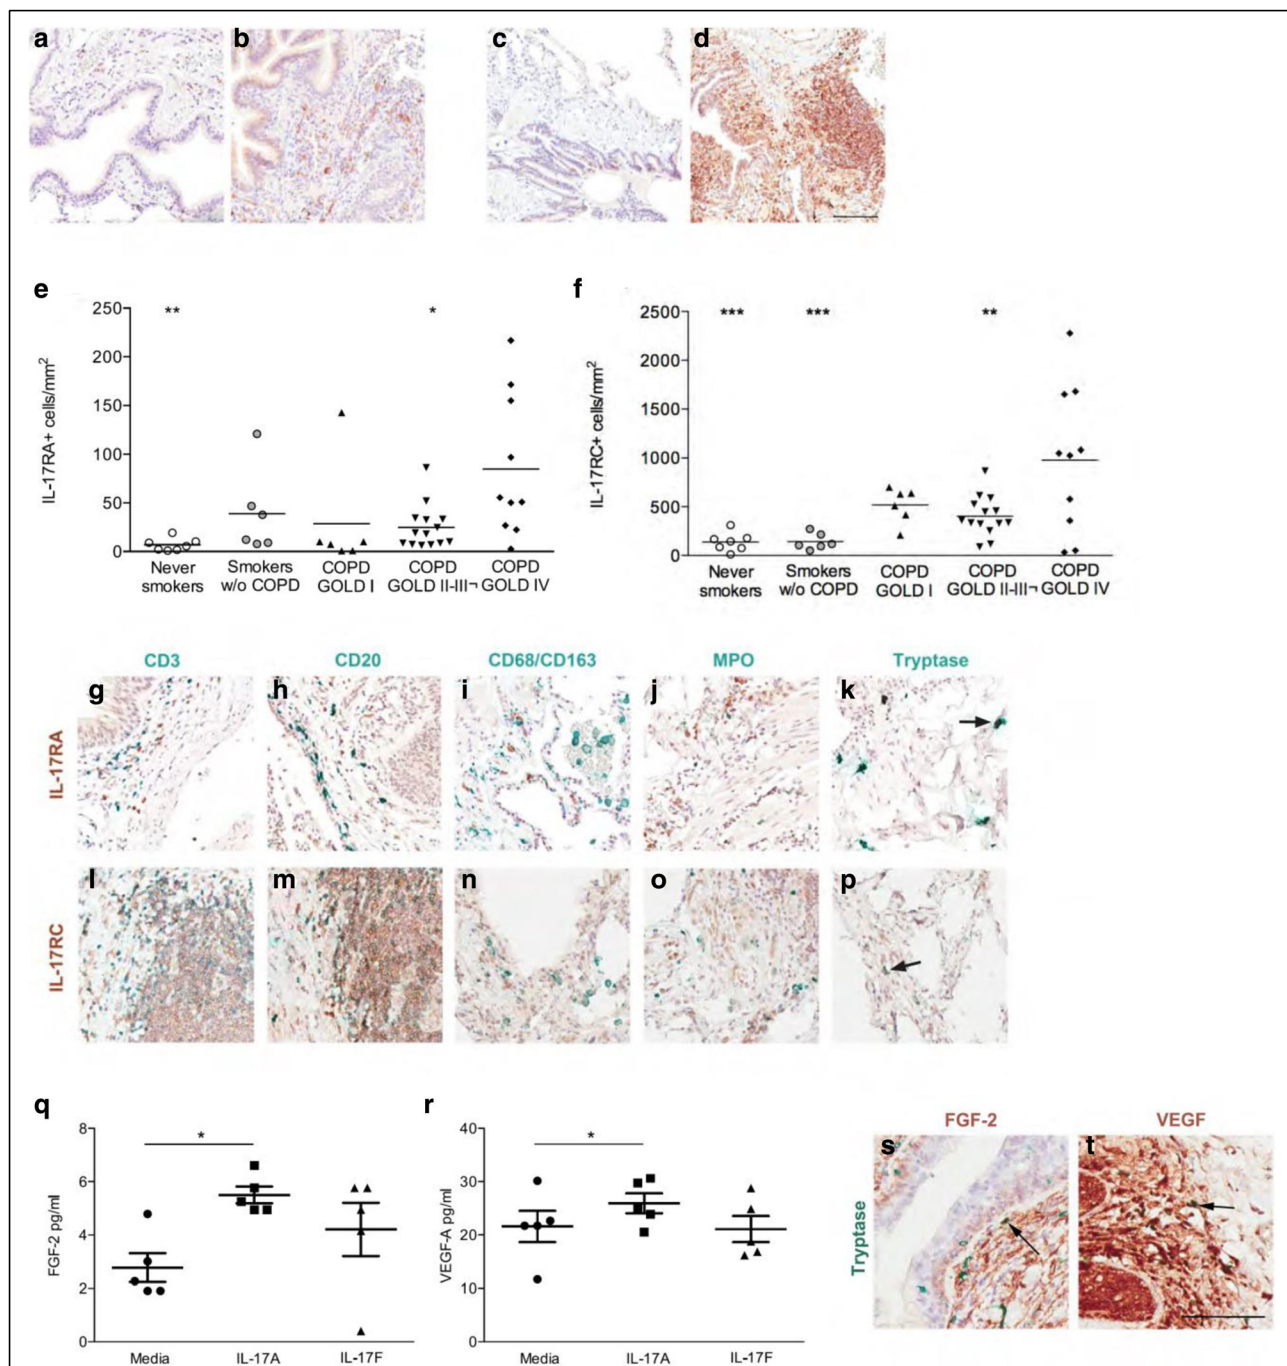 a b c d
e f
250 ** *
200
150
100
50
0
IL-17RA+ cells/mm2
Never smokers
Smokers w/o COPD
COPD GOLD I
COPD GOLD II-III¬
COPD GOLD IV
2500 *** *** **
2000
1500
1000
500
0
IL-17RC+ cells/mm2
Never smokers
Smokers w/o COPD
COPD GOLD I
COPD GOLD II-III¬
COPD GOLD IV
CD3 CD20 CD68/CD163 MPO Tryptase
g h i j k
IL-17RA
l m n o p
IL-17RC
q
8
6
4
2
0
*
FGF-2 pg/ml
Media IL-17A IL-17F
r
40
30
20
10
0
*
VEGF-A pg/ml
Media IL-17A IL-17F
FGF-2 VEGF
s t
Tryptase